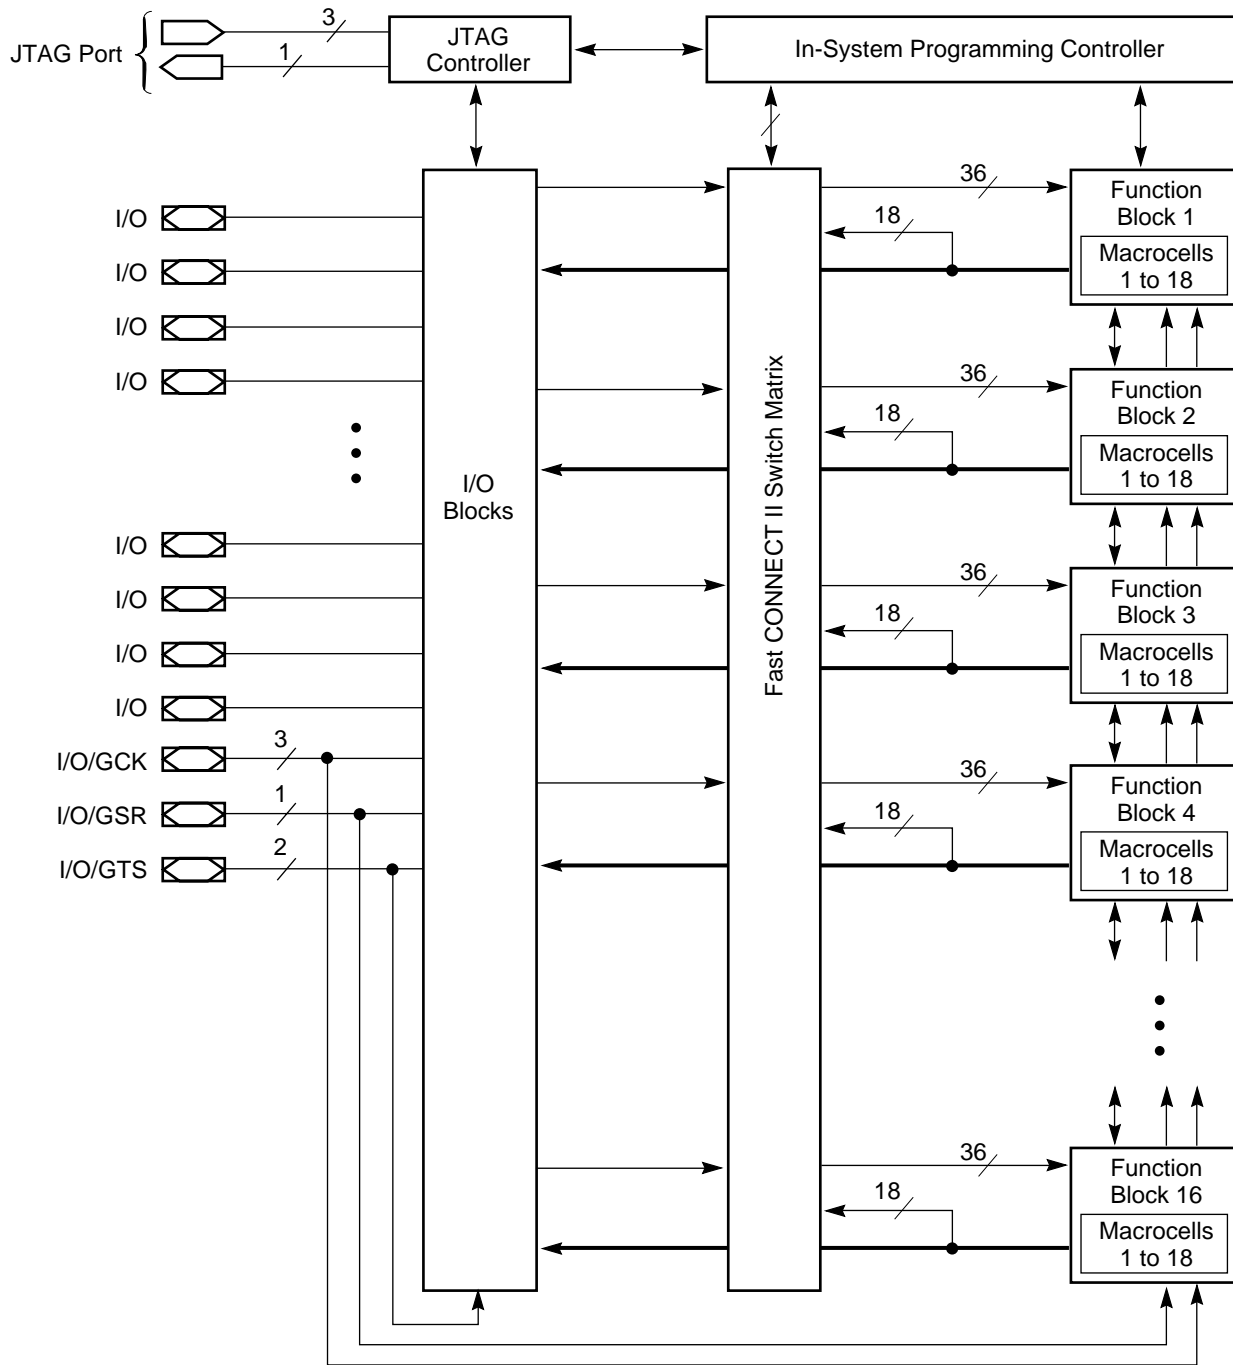 JTAG Port
3
1
JTAG
Controller
In-System Programming Controller
I/O
I/O
I/O
I/O
I/O
I/O
I/O
I/O
I/O/GCK
3
I/O/GSR
1
I/O/GTS
2
I/O
Blocks
Fast CONNECT II Switch Matrix
36
18
Function
Block 1
Macrocells
1 to 18
36
18
Function
Block 2
Macrocells
1 to 18
36
18
Function
Block 3
Macrocells
1 to 18
36
18
Function
Block 4
Macrocells
1 to 18
36
18
Function
Block 16
Macrocells
1 to 18